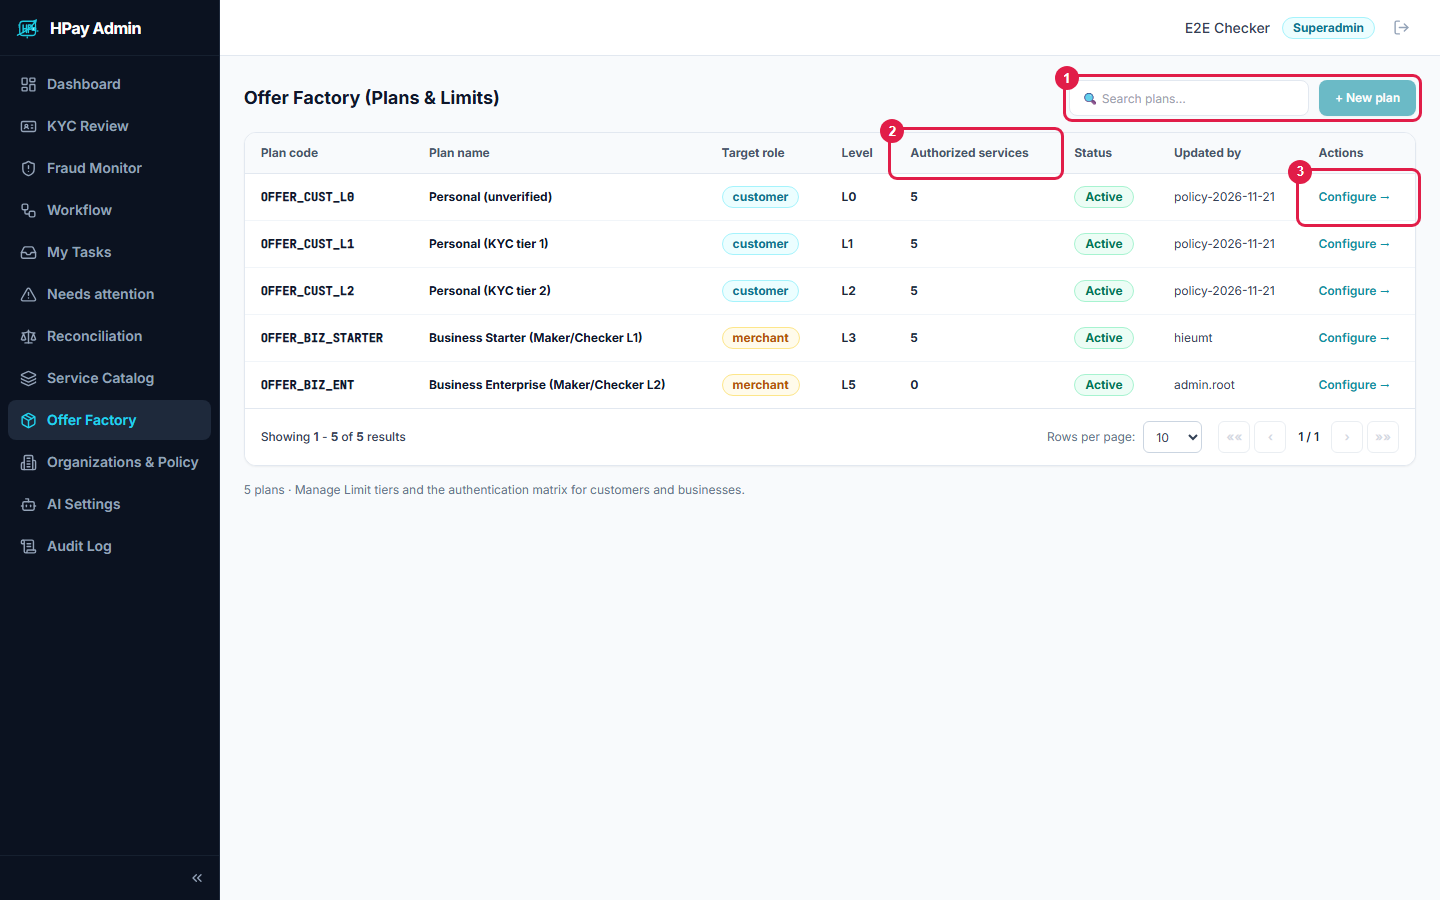 HPay Admin
E2E Checker Superadmin
Dashboard
KYC Review
Fraud Monitor
Workflow
My Tasks
Needs attention
Reconciliation
Service Catalog
Offer Factory
Organizations & Policy
AI Settings
Audit Log
«
Offer Factory (Plans & Limits)
1
Search plans...
+ New plan
2
3
Plan code Plan name Target role Level Authorized services Status Updated by Actions
OFFER_CUST_L0 Personal (unverified) customer L0 5 Active policy-2026-11-21 Configure →
OFFER_CUST_L1 Personal (KYC tier 1) customer L1 5 Active policy-2026-11-21 Configure →
OFFER_CUST_L2 Personal (KYC tier 2) customer L2 5 Active policy-2026-11-21 Configure →
OFFER_BIZ_STARTER Business Starter (Maker/Checker L1) merchant L3 5 Active hieumt Configure →
OFFER_BIZ_ENT Business Enterprise (Maker/Checker L2) merchant L5 0 Active admin.root Configure →
Showing 1 - 5 of 5 results Rows per page: 10 «« ‹ 1 / 1 › »»
5 plans · Manage Limit tiers and the authentication matrix for customers and businesses.